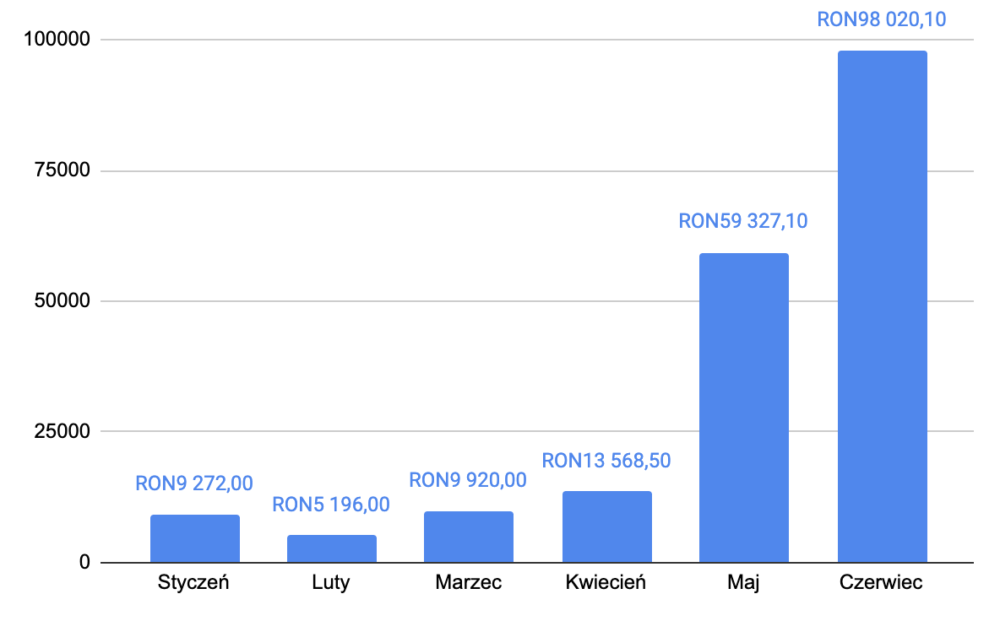 RON98 020,10
100000
75000
RON59 327,10
50000
25000
RON13 568,50
RON9 920,00
RON9 272,00
RON5 196,00
0
Styczeń Luty Marzec Kwiecień Maj Czerwiec